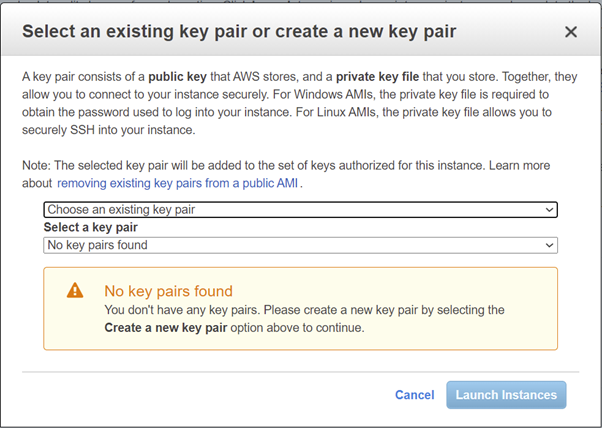 Select an existing key pair or create a new key pair
A key pair consists of a public key that AWS stores, and a private key file that you store. Together, they
allow you to connect to your instance securely. For Windows AMIs, the private key file is required to
obtain the password used to log into your instance. For Linux AMIs, the private key file allows you to
securely SSH into your instance.
Note: The selected key pair will be added to the set of keys authorized for this instance. Learn more
about removing existing key pairs from a public AMI .
Choose an existing key pair
Select a key pair
No key pairs found
No key pairs found
You don't have any key pairs. Please create a new key pair by selecting the
Create a new key pair option above to continue.
Cancel Launch Instances